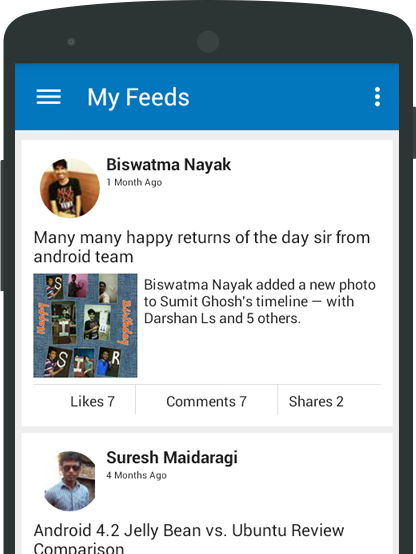 My Feeds
Biswatma Nayak
1 Month Ago
Many many happy returns of the day sir from
android team
happy
Birthday
S
I
S R
Biswatma Nayak added a new photo
to Sumit Ghosh's timeline — with
Darshan Ls and 5 others.
Likes 7
Comments 7
Shares 2
Suresh Maidaragi
4 Months Ago
Android 4.2 Jelly Bean vs. Ubuntu Review
Comparison